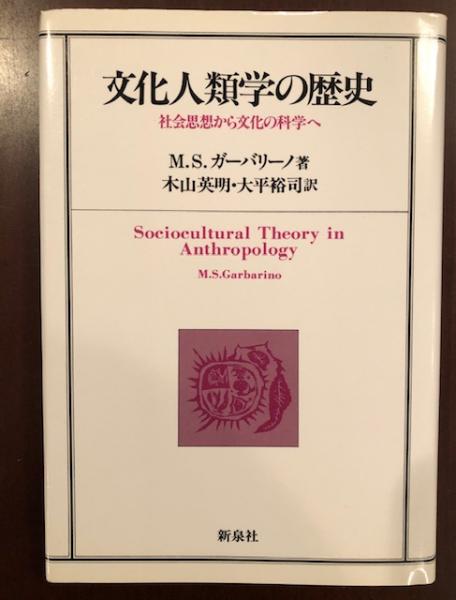 文化人類学の歴史
社会思想から文化の科学へ
M.S.ガーバリーノ著
木山英明・大平裕司訳
Sociocultural Theory in
Anthropology
M.S.Garbarino
新泉社